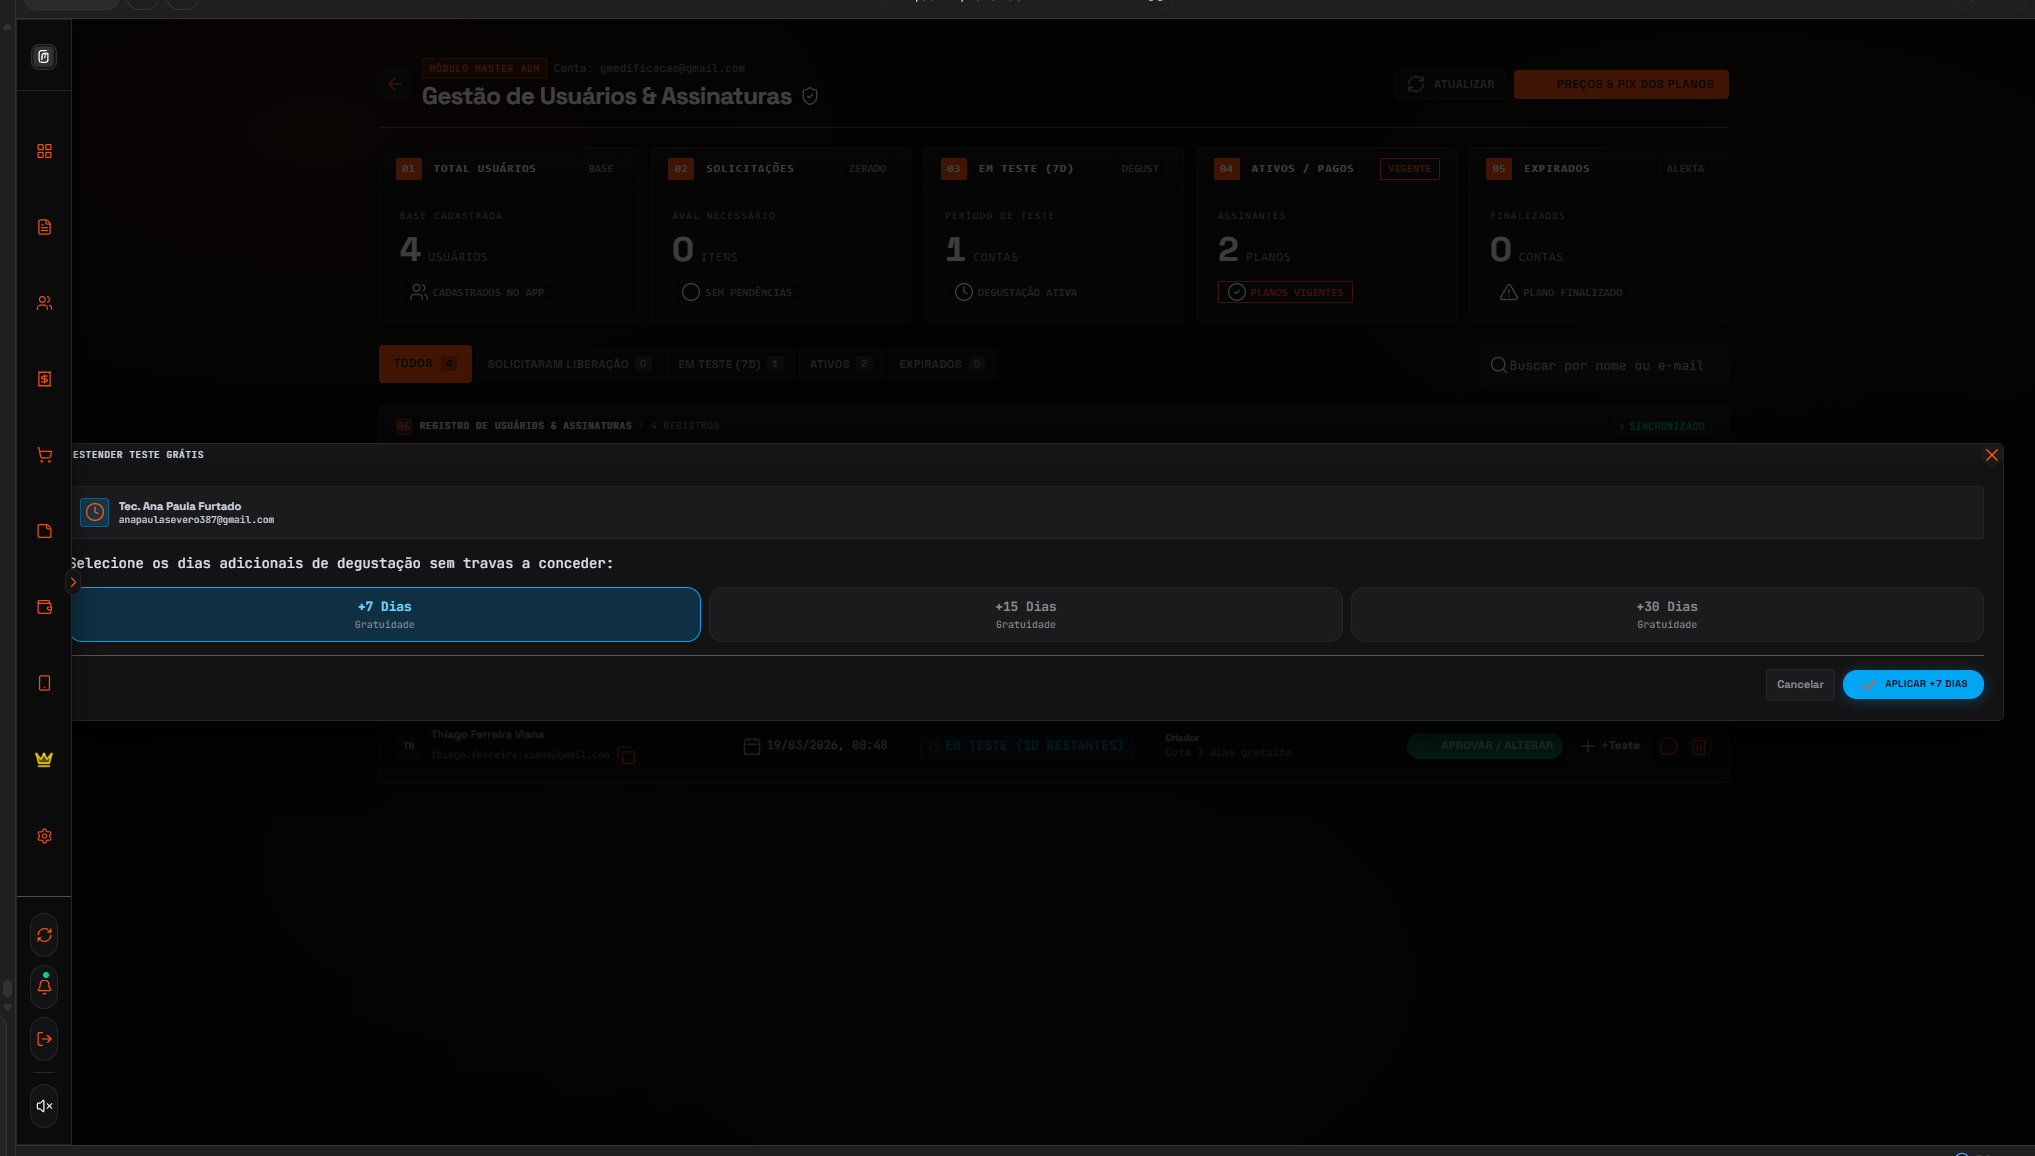 MÓDULO MASTER ADM Conta: gmedificacao@gmail.com
Gestão de Usuários & Assinaturas
ATUALIZAR
PREÇOS & PIX DOS PLANOS
01 TOTAL USUÁRIOS BASE
BASE CADASTRADA
4 USUÁRIOS
CADASTRADOS NO APP
02 SOLICITAÇÕES ZERADO
AVAL NECESSÁRIO
0 ITENS
SEM PENDÊNCIAS
03 EM TESTE (7D) DEGUST
PERÍODO DE TESTE
1 CONTAS
DEGUSTAÇÃO ATIVA
04 ATIVOS / PAGOS VIGENTE
ASSINANTES
2 PLANOS
PLANOS VIGENTES
05 EXPIRADOS ALERTA
FINALIZADOS
0 CONTAS
PLANO FINALIZADO
TODOS 4
SOLICITARAM LIBERAÇÃO 0
EM TESTE (7D) 1
ATIVOS 2
EXPIRADOS 0
Buscar por nome ou e-mail
06 REGISTRO DE USUÁRIOS & ASSINATURAS / 4 REGISTROS
SINCRONIZADO
ESTENDER TESTE GRÁTIS
Tec. Ana Paula Furtado
anapaulasevero387@gmail.com
Selecione os dias adicionais de degustação sem travas a conceder:
+7 Dias
Gratuidade
+15 Dias
Gratuidade
+30 Dias
Gratuidade
Cancelar
APLICAR +7 DIAS
TH
Thiago Ferreira Viana
thiago.ferreira.viana@gmail.com
19/03/2026, 00:48
EM TESTE (1D RESTANTES)
Criador
Cota 7 dias gratuita
APROVAR / ALTERAR
+Teste